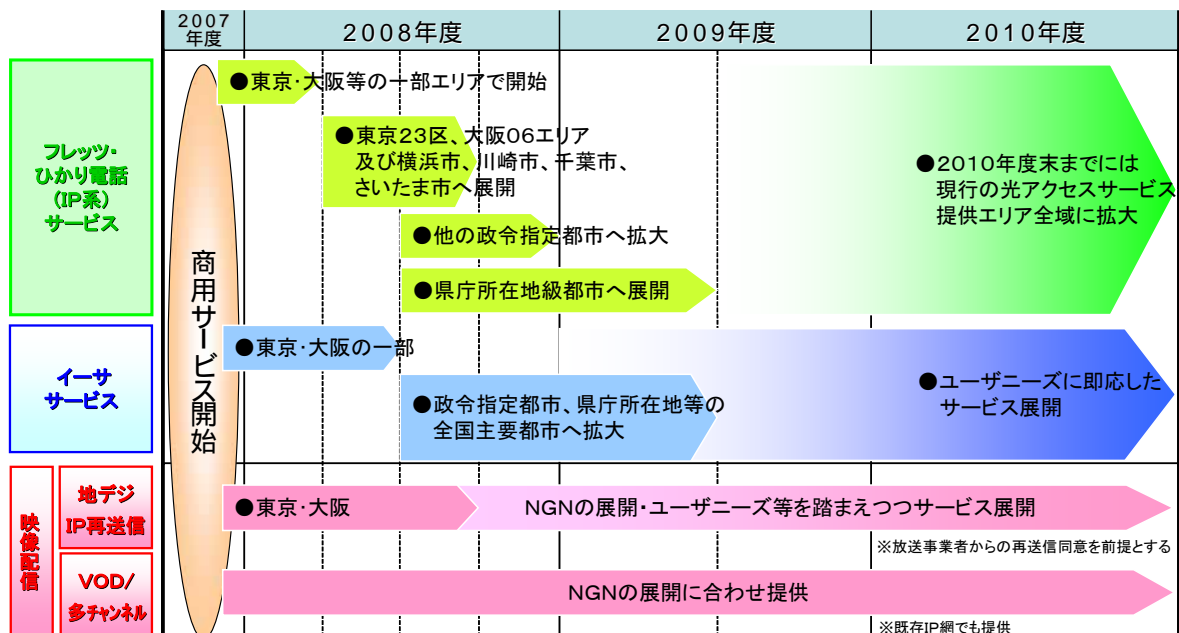 2007
年度
2008年度
2009年度
2010年度
商用サービス開始
フレッツ・
ひかり電話
(IP系)
サービス
●東京・大阪等の一部エリアで開始
●東京23区、大阪06エリア
及び横浜市、川崎市、千葉市、
さいたま市へ展開
●他の政令指定都市へ拡大
●県庁所在地級都市へ展開
●2010年度末までには
現行の光アクセスサービス
提供エリア全域に拡大
イーサ
サービス
●東京・大阪の一部
●政令指定都市、県庁所在地等の
全国主要都市へ拡大
●ユーザニーズに即応した
サービス展開
映像配信
地デジ
IP再送信
●東京・大阪
NGNの展開・ユーザニーズ等を踏まえつつサービス展開
※放送事業者からの再送信同意を前提とする
VOD/
多チャンネル
NGNの展開に合わせ提供
※既存IP網でも提供